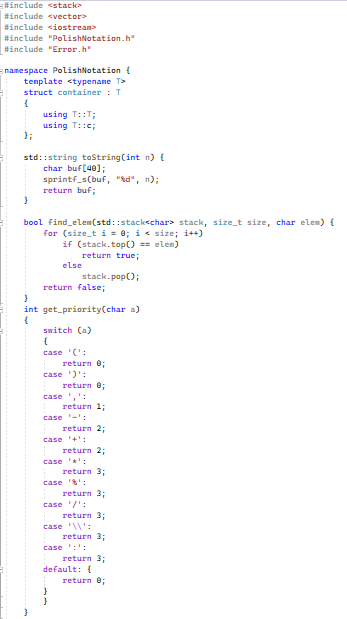 #include <stack>
#include <vector>
#include <iostream>
#include "PolishNotation.h"
#include "Error.h"

namespace PolishNotation {
    template <typename T>
    struct container : T
    {
        using T::T;
        using T::c;
    };

    std::string toString(int n) {
        char buf[40];
        sprintf_s(buf, "%d", n);
        return buf;
    }

    bool find_elem(std::stack<char> stack, size_t size, char elem) {
        for (size_t i = 0; i < size; i++)
            if (stack.top() == elem)
                return true;
            else
                stack.pop();
        return false;
    }
    int get_priority(char a)
    {
        switch (a)
        {
        case '(':
            return 0;
        case ')':
            return 0;
        case ',':
            return 1;
        case '-':
            return 2;
        case '+':
            return 2;
        case '*':
            return 3;
        case '%':
            return 3;
        case '/':
            return 3;
        case '\\':
            return 3;
        case ':':
            return 3;
        default: {
            return 0;
        }
        }
    }